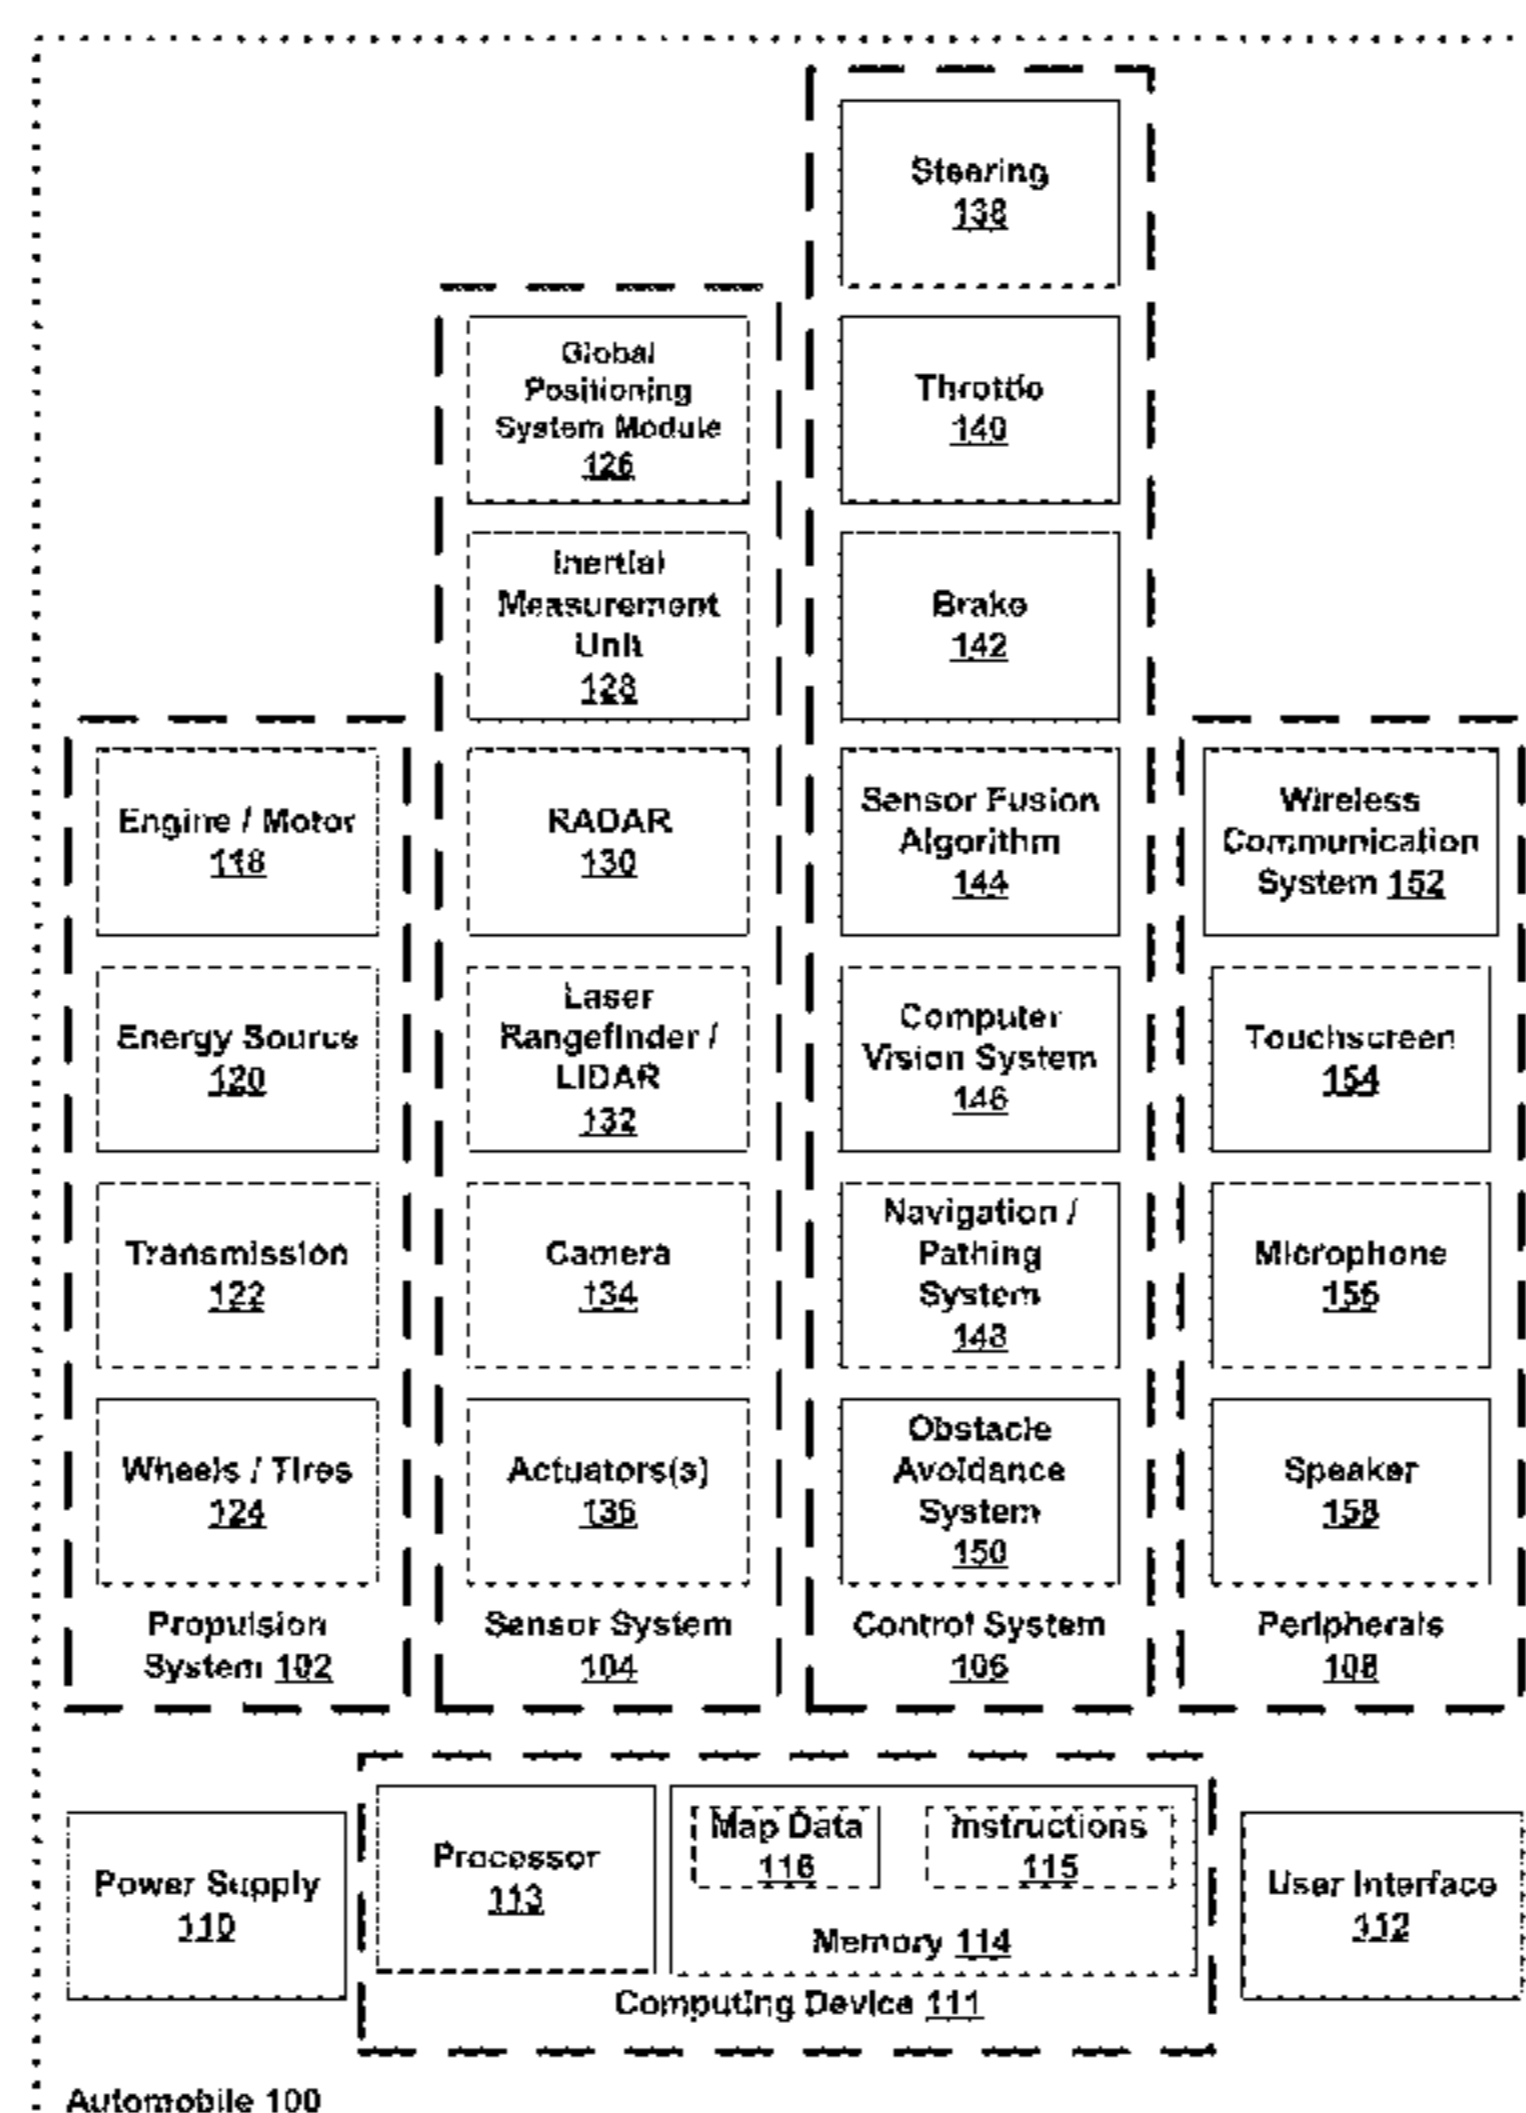 Steering
138
Throttle
140
Brake
142
Sensor Fusion
Algorithm
144
Computer
Vision System
146
Navigation /
Pathing
System
148
Obstacle
Avoidance
System
150
Control System
106
Global
Positioning
System Module
126
Inertial
Measurement
Unit
128
RADAR
130
Laser
Rangefinder /
LIDAR
132
Camera
134
Actuators(s)
136
Sensor System
104
Engine / Motor
118
Energy Source
120
Transmission
122
Wheels / Tires
124
Propulsion
System 102
Wireless
Communication
System 152
Touchscreen
154
Microphone
156
Speaker
158
Peripherals
108
Power Supply
110
Processor
113
Map Data
116
Instructions
115
Memory 114
Computing Device 111
User Interface
112
Automobile 100